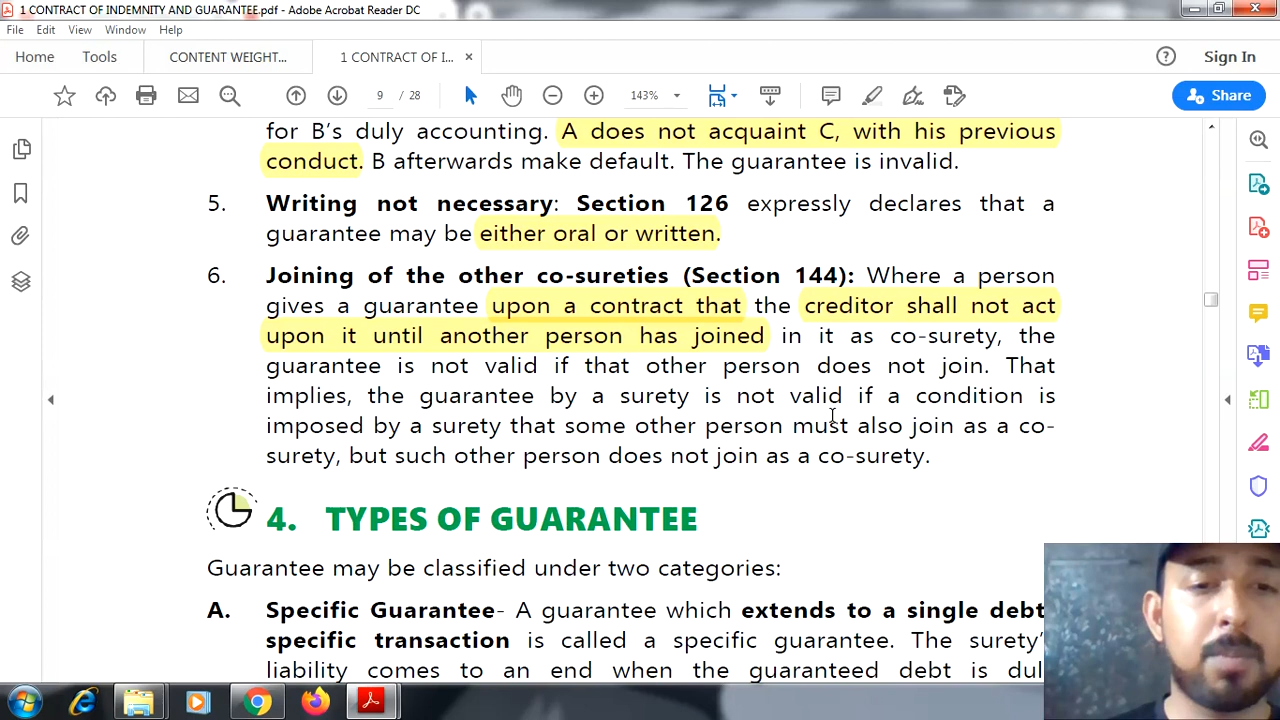 1 CONTRACT OF INDEMNITY AND GUARANTEE.pdf - Adobe Acrobat Reader DC
File Edit View Window Help
Home Tools CONTENT WEIGHT... 1 CONTRACT OF I... × Sign In
9 / 28 143% Share
for B's duly accounting. A does not acquaint C, with his previous
conduct. B afterwards make default. The guarantee is invalid.
5. Writing not necessary: Section 126 expressly declares that a
guarantee may be either oral or written.
6. Joining of the other co-sureties (Section 144): Where a person
gives a guarantee upon a contract that the creditor shall not act
upon it until another person has joined in it as co-surety, the
guarantee is not valid if that other person does not join. That
implies, the guarantee by a surety is not valid if a condition is
imposed by a surety that some other person must also join as a co-
surety, but such other person does not join as a co-surety.
4. TYPES OF GUARANTEE
Guarantee may be classified under two categories:
A. Specific Guarantee- A guarantee which extends to a single debt
specific transaction is called a specific guarantee. The surety'
liability comes to an end when the guaranteed debt is dul